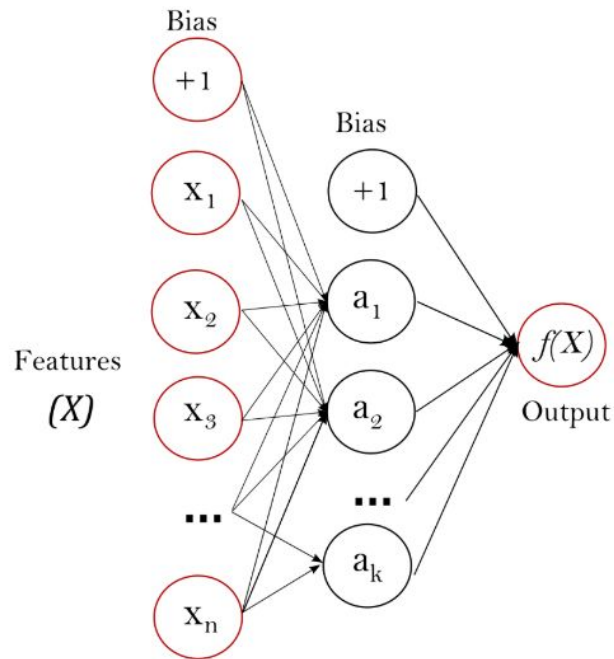 Bias
+1
x₁
x₂
x₃
...
xₙ
Features
(X)
Bias
+1
a₁
a₂
...
aₖ
f(X)
Output